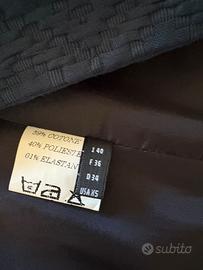 59% COTONE
40% POLIESTE
01% ELASTAN
I 40
F 36
D 34
USA XS
subito